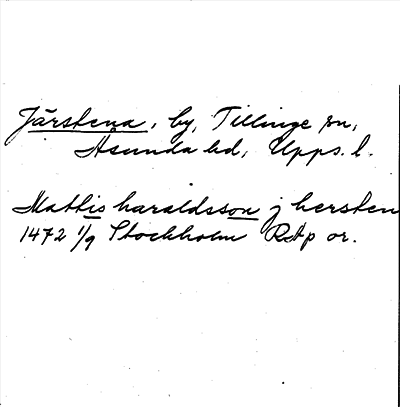 Järstena, by, Tillinge sn,
Åsunda hd, Upps. l.
Mattis haraldsson j hersten
1472 1/9 Stockholm RAp or.